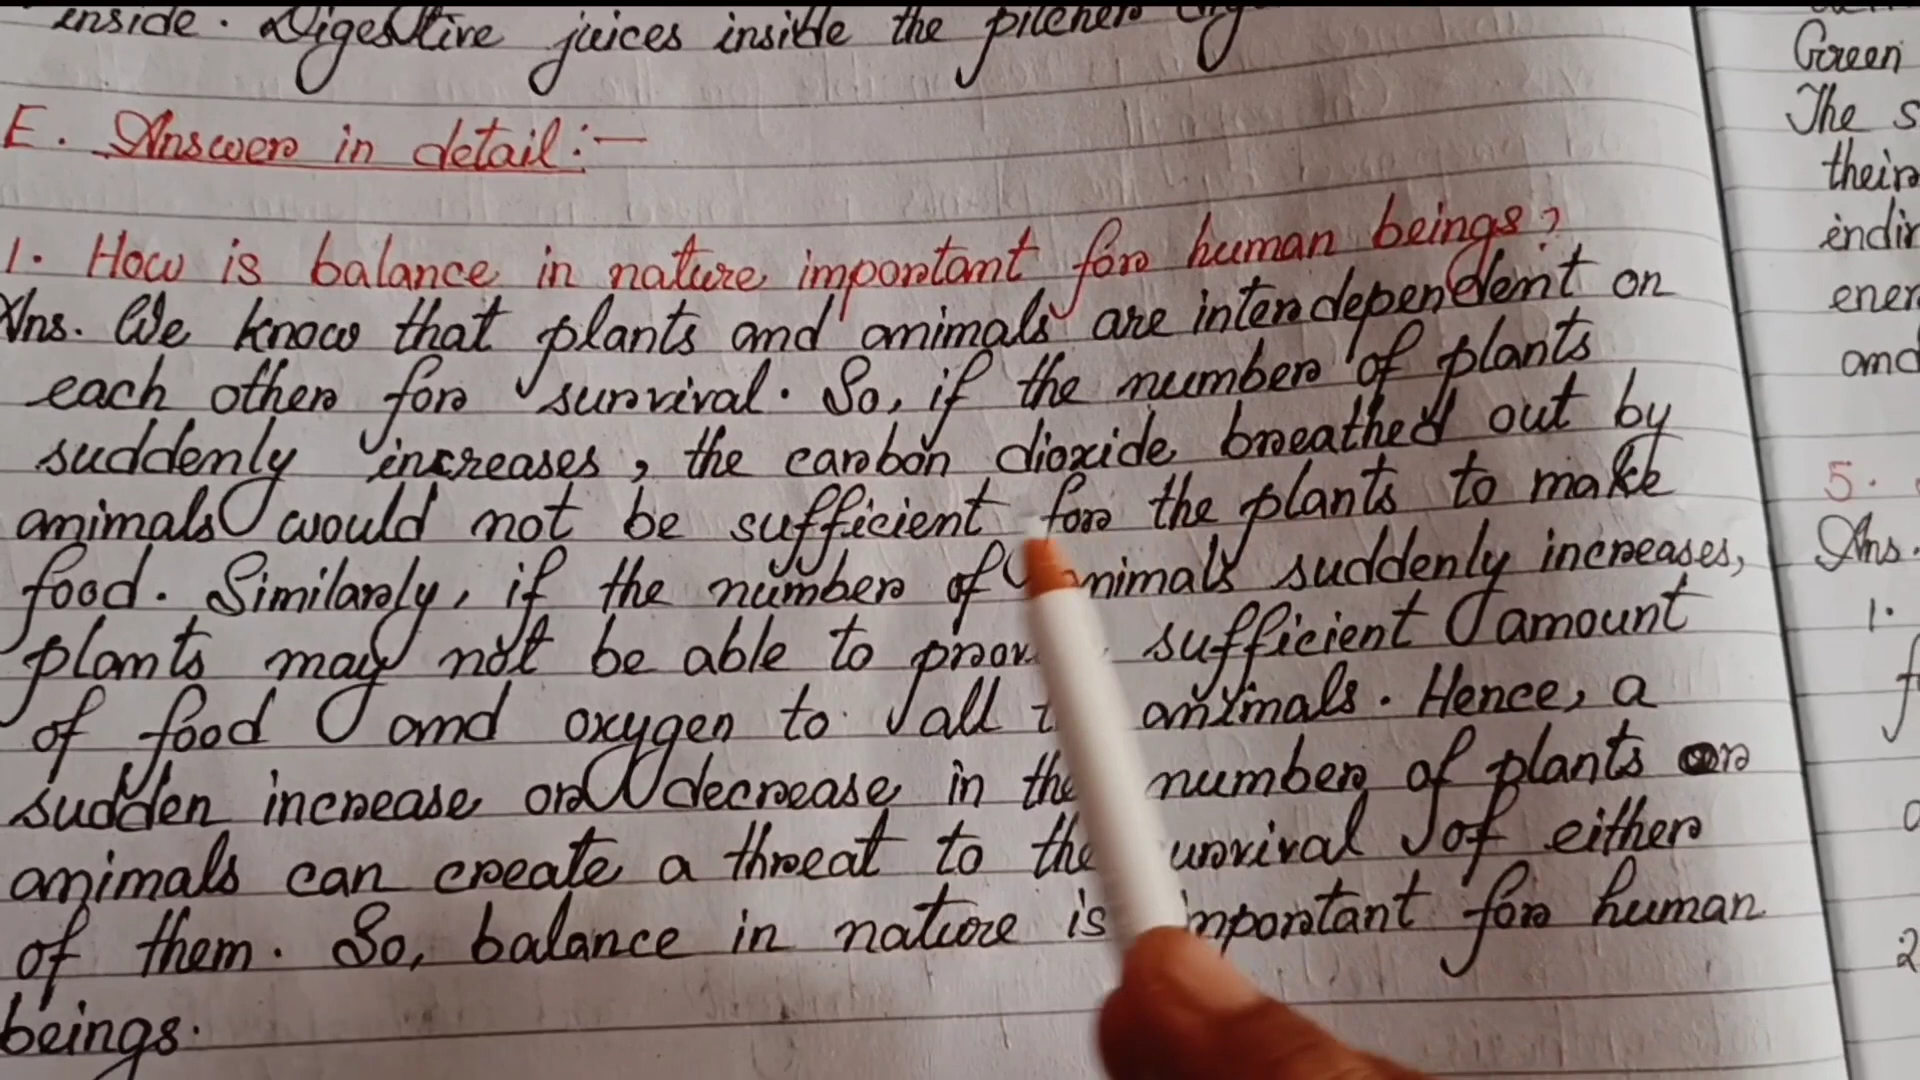 inside. Digestive juices inside the pitcher
E. Answer in detail:-
1. How is balance in nature important for human beings?
Ans. We know that plants and animals are interdependent on
each other for survival. So, if the number of plants
suddenly increases, the carbon dioxide breathed out by
animals would not be sufficient for the plants to make
food. Similarly, if the number of animals suddenly increases,
plants may not be able to sufficient amount
of food and oxygen to all animals. Hence, a
sudden increase or decrease in the number of plants or
animals can create a threat to the survival of either
of them. So, balance in nature is important for human
beings.
Green
The s
their
endin
ener
and
5.
Ans.
1.
2